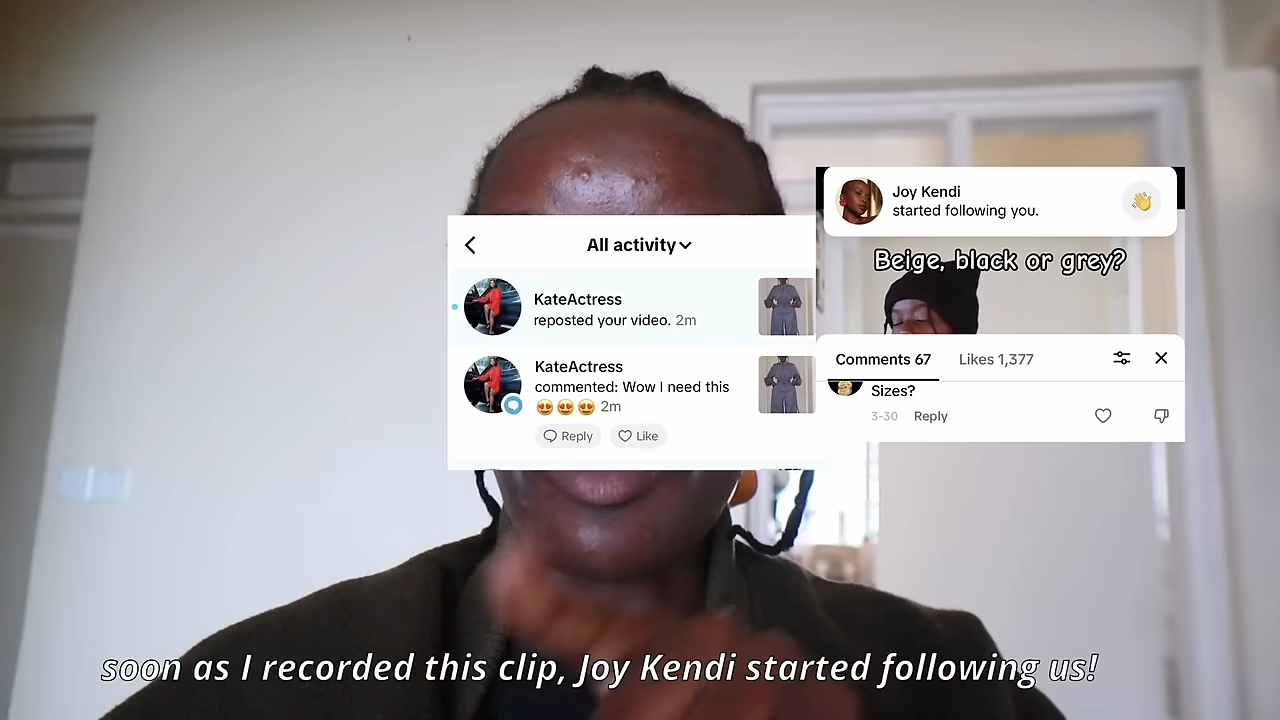 All activity
KateActress
reposted your video. 2m
KateActress
commented: Wow I need this
😍😍😍 2m
Reply
Like
Joy Kendi
started following you.
Beige, black or grey?
Comments 67
Likes 1,377
Sizes?
3-30 Reply
soon as I recorded this clip, Joy Kendi started following us!